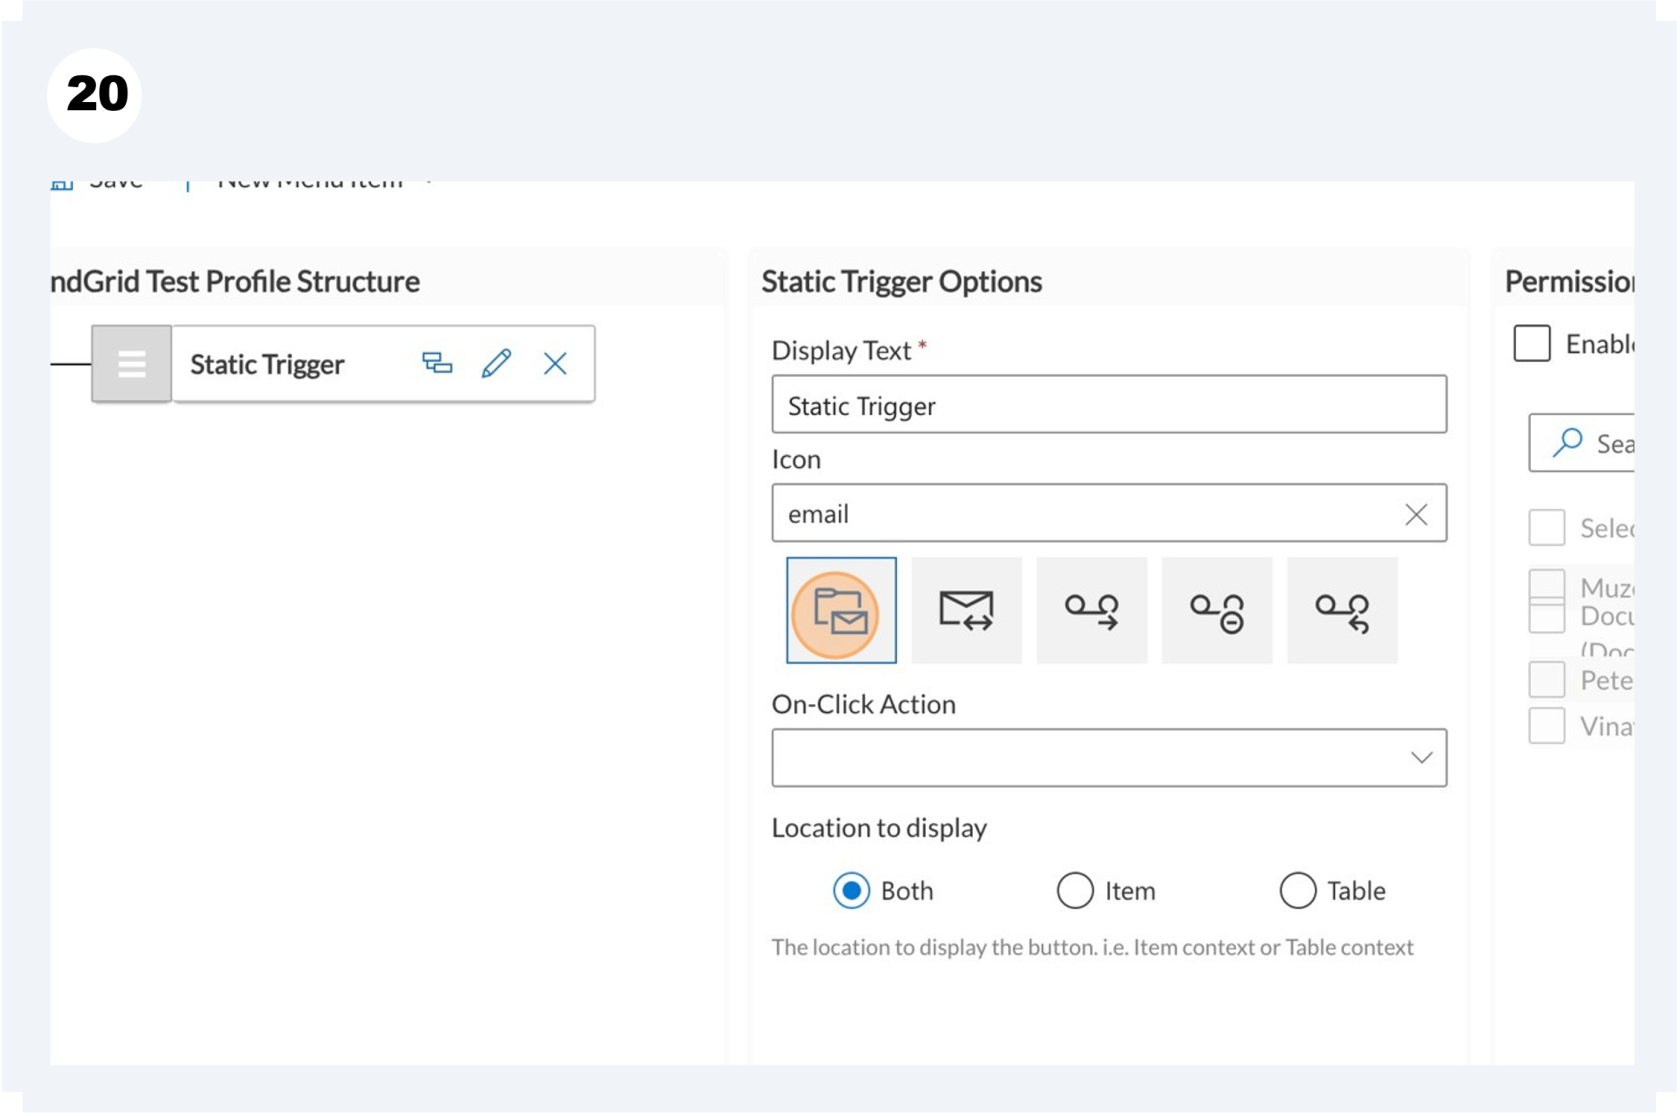 20
Save New Menu Item
ndGrid Test Profile Structure
Static Trigger
Static Trigger Options
Display Text *
Static Trigger
Icon
email
On-Click Action
Location to display
Both
Item
Table
The location to display the button. i.e. Item context or Table context
Permissio
Enabl
Sea
Selec
Muz
Docu
(Doc
Pete
Vina